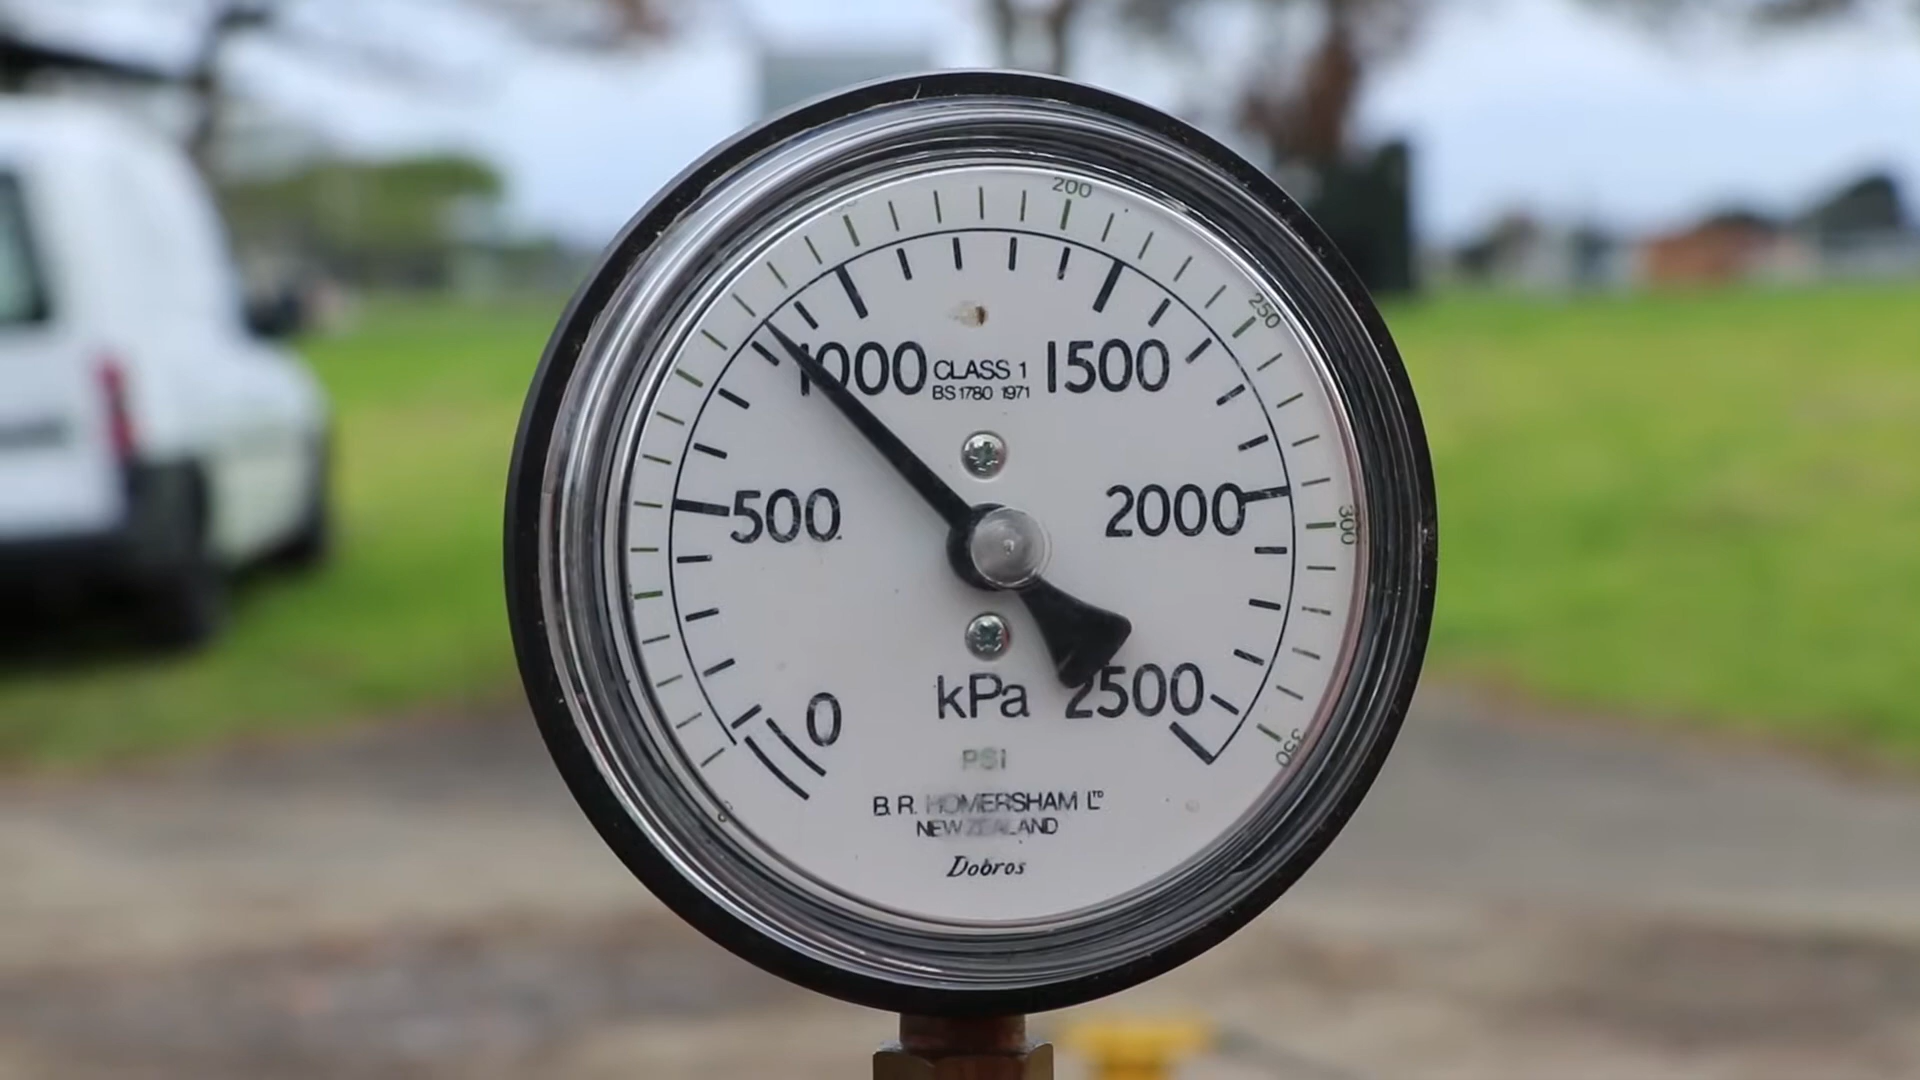 200
250
300
350
1000 CLASS 1 1500
BS 1780 1971
500 2000
0 kPa 2500
PSI
B.R. HOMERSHAM LTD
NEW ZEALAND
Dobros
0